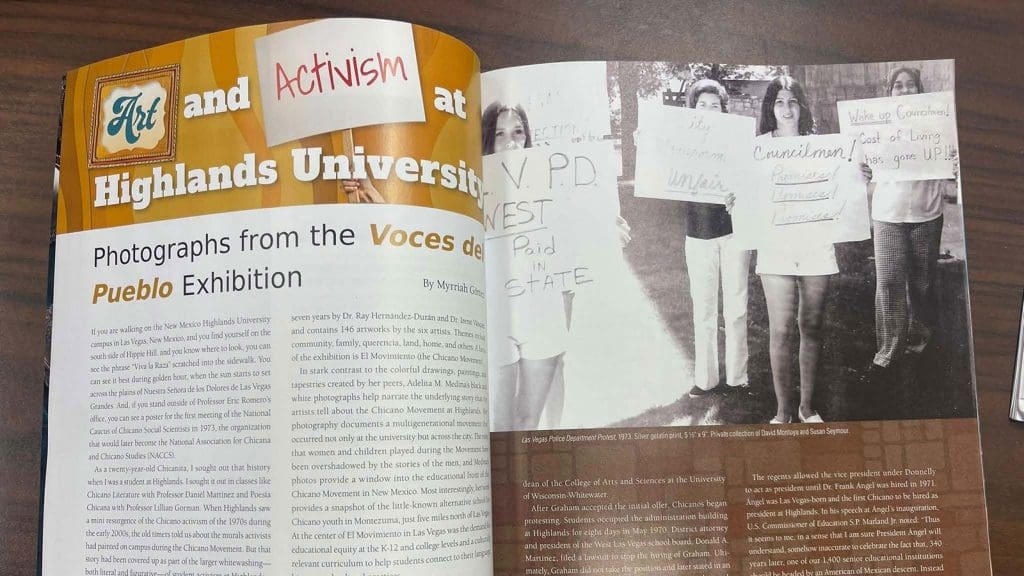 Art
and
Activism
at
Highlands University
Photographs from the Voces de
Pueblo Exhibition
By Myrriah
If you are walking on the New Mexico Highlands University
campus in Las Vegas, New Mexico, and you find yourself on the
south side of Hippie Hill, and you know where to look, you can
see the phrase "Viva la Raza" scratched into the sidewalk. You
can see it best during golden hour, when the sun starts to set
across the plains of Nuestra Señora de los Dolores de Las Vegas
Grandes. And, if you stand outside of Professor Eric Romero's
office, you can see a poster for the first meeting of the National
Caucus of Chicano Social Scientists in 1973, the organization
that would later become the National Association for Chicana
and Chicano Studies (NACCS).
As a twenty-year-old Chicanita, I sought out that history
when I was a student at Highlands. I sought it out in classes like
Chicano Literature with Professor Daniel Martínez and Poesía
Chicana with Professor Lillian Gorman. When Highlands saw
a mini resurgence of the Chicano activism of the 1970s during
the early 2000s, the old timers told us about the murals activists
had painted on campus during the Chicano Movement. But that
story had been covered up as part of the larger whitewashing—
both literal and figurative—of student activism at Highlands
seven years by Dr. Ray Hernández-Durán and Dr. Irene
and contains 146 artworks by the six artists. Themes
community, family, querencia, land, home, and others
of the exhibition is El Movimiento (the Chicano Movement
In stark contrast to the colorful drawings, paintings,
tapestries created by her peers, Adelita M. Medina's black
white photographs help narrate the underlying story
artists tell about the Chicano Movement at Highlands.
photography documents a multigenerational movement
occurred not only at the university but across the city. The
that women and children played during the Movement
been overshadowed by the stories of the men, and
photos provide a window into the educational front of
Chicano Movement in New Mexico. Most interestingly, her
provides a snapshot of the little-known alternative school
Chicano youth in Montezuma, just five miles north of Las
At the center of El Movimiento in Las Vegas was the demand
educational equity at the K-12 and college levels and a
relevant curriculum to help students connect to their language
V. P.D.
WEST
Paid
IN
STATE
ity
Unfair
Councilmen!
Promises!
Promises!
Promises!
Wake up Councilmen!
Cost of Living
has gone UP!!
Las Vegas Police Department Protest, 1973. Silver gelatin print, 5 ½" x 9". Private collection of David Montoya and Susan Seymour.
dean of the College of Arts and Sciences at the University
of Wisconsin-Whitewater.
After Graham accepted the initial offer, Chicanos began
protesting. Students occupied the administration building
at Highlands for eight days in May 1970. District attorney
and president of the West Las Vegas school board, Donald A.
Martinez, filed a lawsuit to stop the hiring of Graham. Ulti-
mately, Graham did not take the position and later stated in an
The regents allowed the vice president under Donnelly
to act as president until Dr. Frank Ángel was hired in 1971.
Ángel was Las Vegas-born and the first Chicano to be hired as
president at Highlands. In his speech at Ángel's inauguration,
U.S. Commissioner of Education S.P. Marland Jr. noted: "Thus
it seems to me, in a sense that I am sure President Ángel will
understand, somehow inaccurate to celebrate the fact that, 340
years later, one of our 1,400 senior educational institutions
should be headed by an American of Mexican descent. Instead